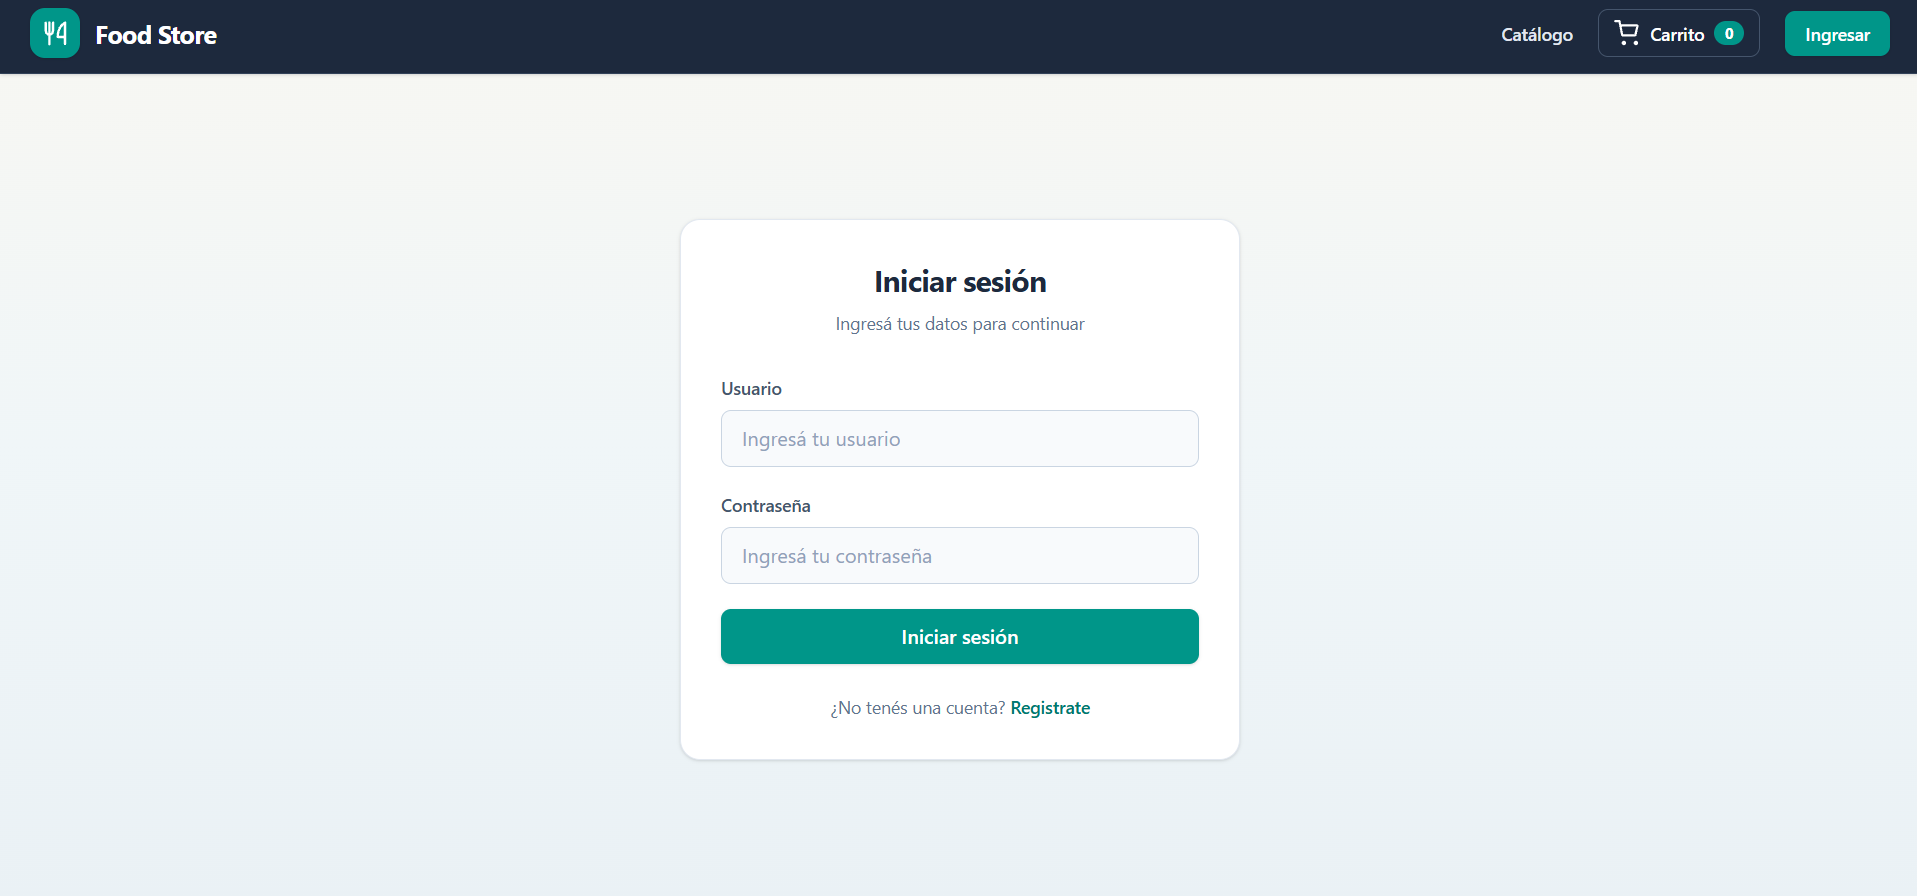 Food Store
Catálogo
Carrito 0
Ingresar
Iniciar sesión
Ingresá tus datos para continuar
Usuario
Ingresá tu usuario
Contraseña
Ingresá tu contraseña
Iniciar sesión
¿No tenés una cuenta? Registrate